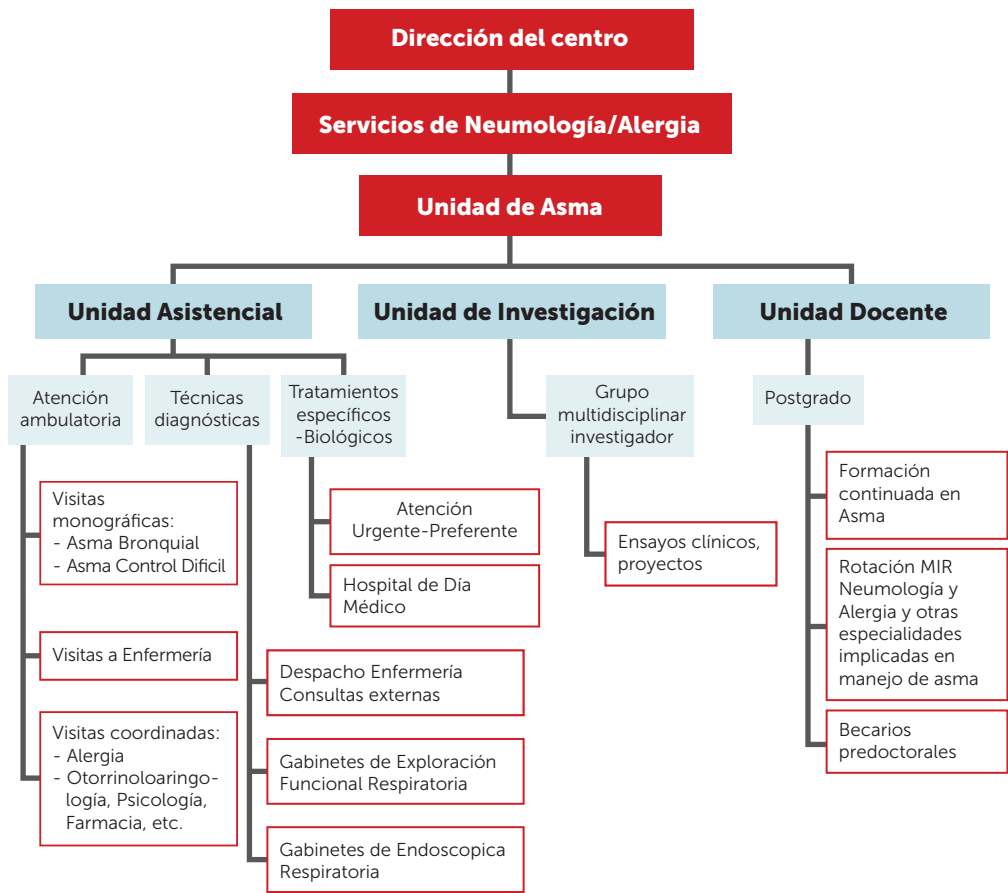 Dirección del centro
Servicios de Neumología/Alergia
Unidad de Asma
Unidad Asistencial
Unidad de Investigación
Unidad Docente
Atención
ambulatoria
Técnicas
diagnósticas
Tratamientos
específicos
-Biológicos
Grupo
multidisciplinar
investigador
Postgrado
Visitas
monográficas:
- Asma Bronquial
- Asma Control Dificil
Visitas a Enfermería
Visitas coordinadas:
- Alergia
- Otorrinoloaringo-
logía, Psicología,
Farmacia, etc.
Despacho Enfermería
Consultas externas
Gabinetes de Exploración
Funcional Respiratoria
Gabinetes de Endoscopica
Respiratoria
Atención
Urgente-Preferente
Hospital de Día
Médico
Ensayos clínicos,
proyectos
Formación
continuada en
Asma
Rotación MIR
Neumología y
Alergia y otras
especialidades
implicadas en
manejo de asma
Becarios
predoctorales